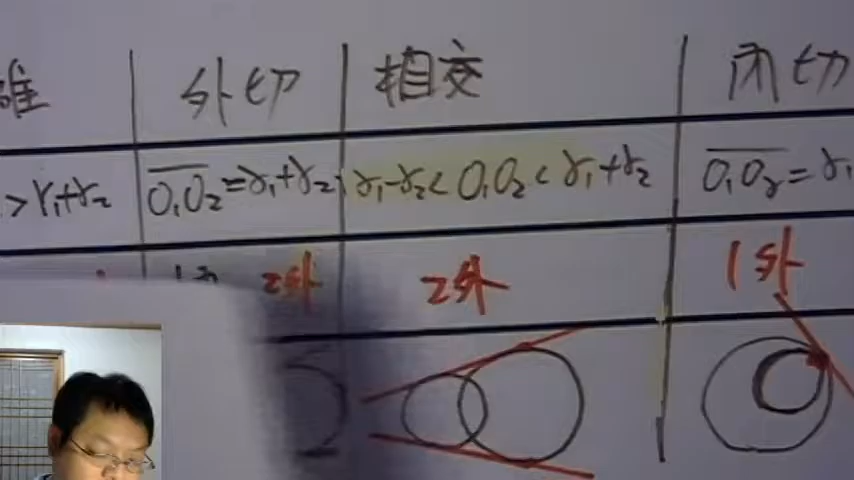 離 外切 相交 内切
>r₁+r₂ O₁O₂=r₁+r₂ r₁-r₂<O₁O₂<r₁+r₂ O₁O₂=r₁
2外 2外 1外